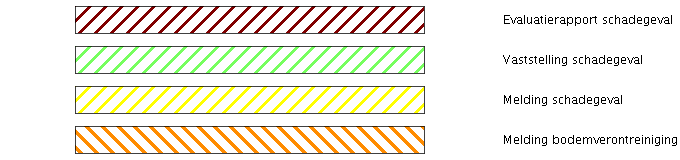 Evaluatierapport schadegeval
Vaststelling schadegeval
Melding schadegeval
Melding bodemverontreiniging